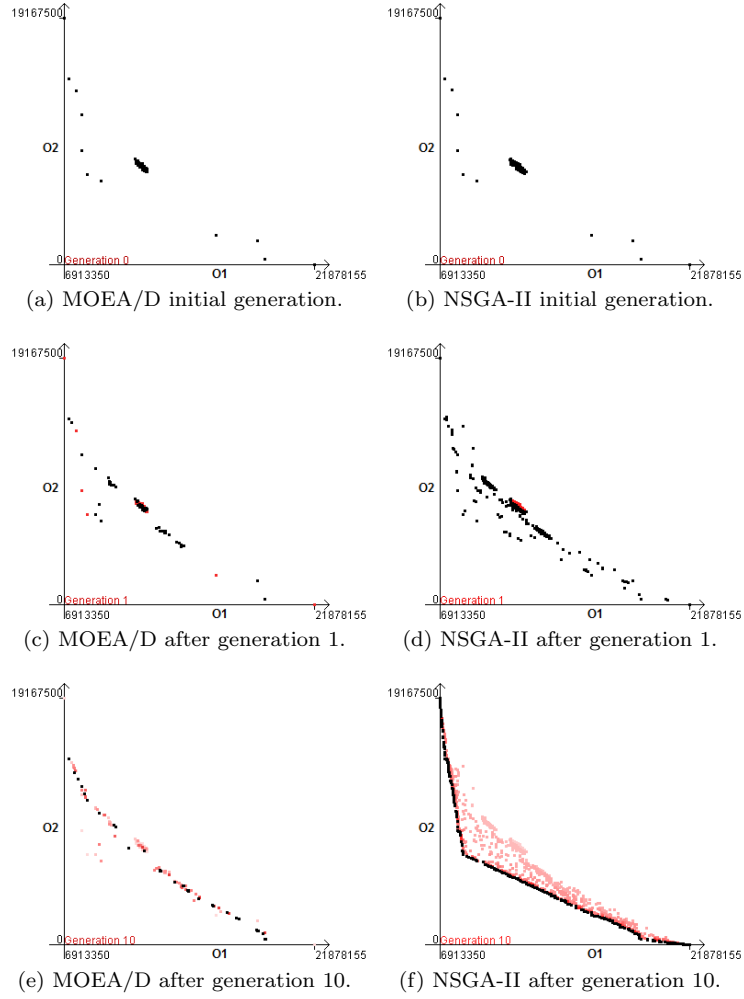 19167500
O2
0
Generation 0
6913350
O1
21878155
(a) MOEA/D initial generation.
19167500
O2
0
Generation 0
6913350
O1
21878155
(b) NSGA-II initial generation.
19167500
O2
0
Generation 1
6913350
O1
21878155
(c) MOEA/D after generation 1.
19167500
O2
0
Generation 1
6913350
O1
21878155
(d) NSGA-II after generation 1.
19167500
O2
0
Generation 10
6913350
O1
21878155
(e) MOEA/D after generation 10.
19167500
O2
0
Generation 10
6913350
O1
21878155
(f) NSGA-II after generation 10.